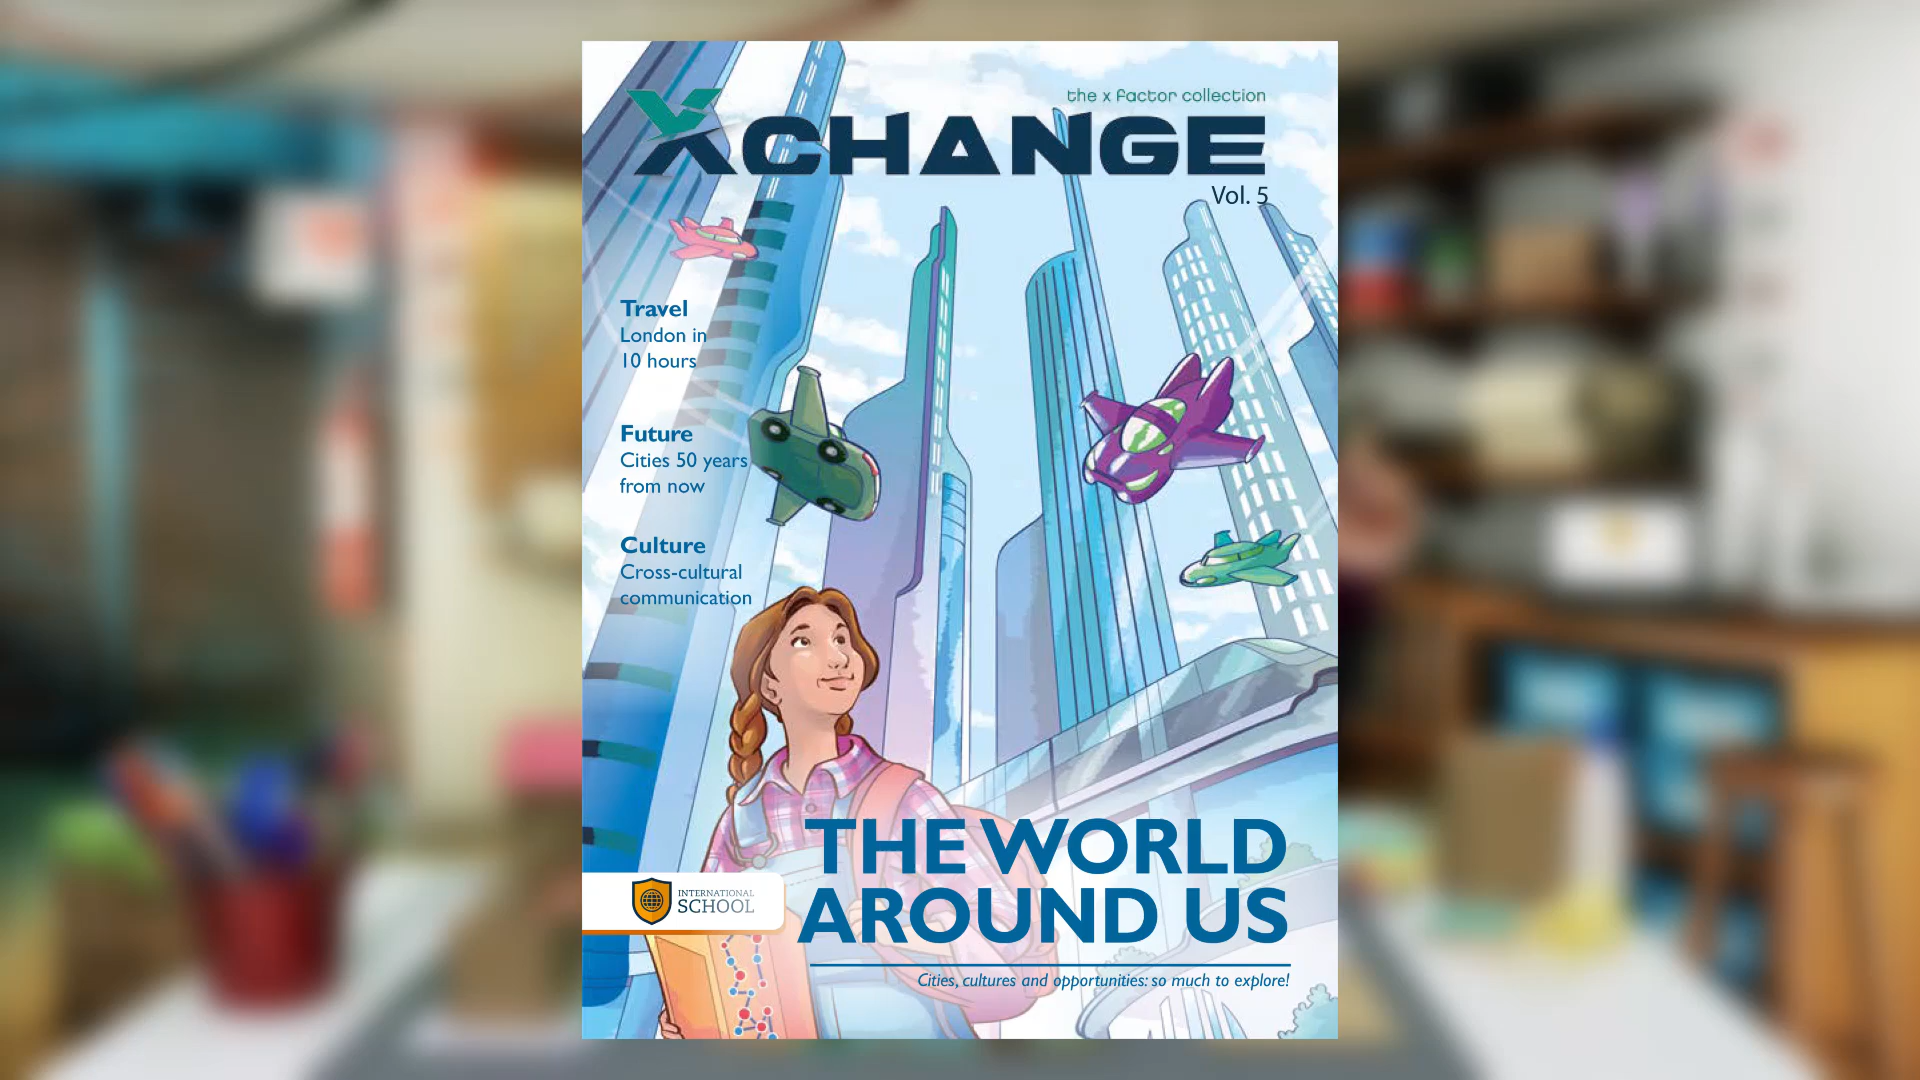 the x factor collection
XCHANGE
Vol. 5
Travel
London in
10 hours
Future
Cities 50 years
from now
Culture
Cross-cultural
communication
INTERNATIONAL
SCHOOL
THE WORLD
AROUND US
Cities, cultures and opportunities: so much to explore!